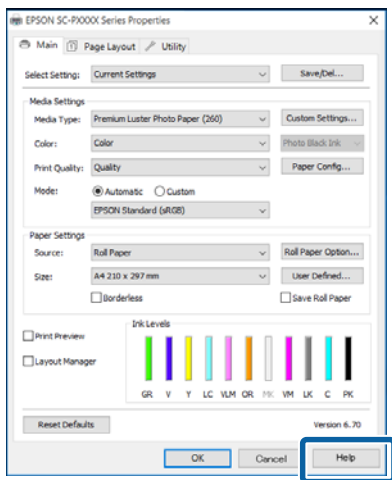 EPSON SC-PXXXX Series Properties
Main Page Layout Utility
Select Setting: Current Settings Save/Del...
Media Settings
Media Type: Premium Luster Photo Paper (260) Custom Settings...
Color: Color Photo Black Ink
Print Quality: Quality Paper Config...
Mode: Automatic Custom
EPSON Standard (sRGB)
Paper Settings
Source: Roll Paper Roll Paper Option...
Size: A4 210 x 297 mm User Defined...
Borderless Save Roll Paper
Ink Levels
Print Preview
Layout Manager
GR V Y LC VLM OR MK VM LK C PK
Reset Defaults Version 6.70
OK Cancel Help